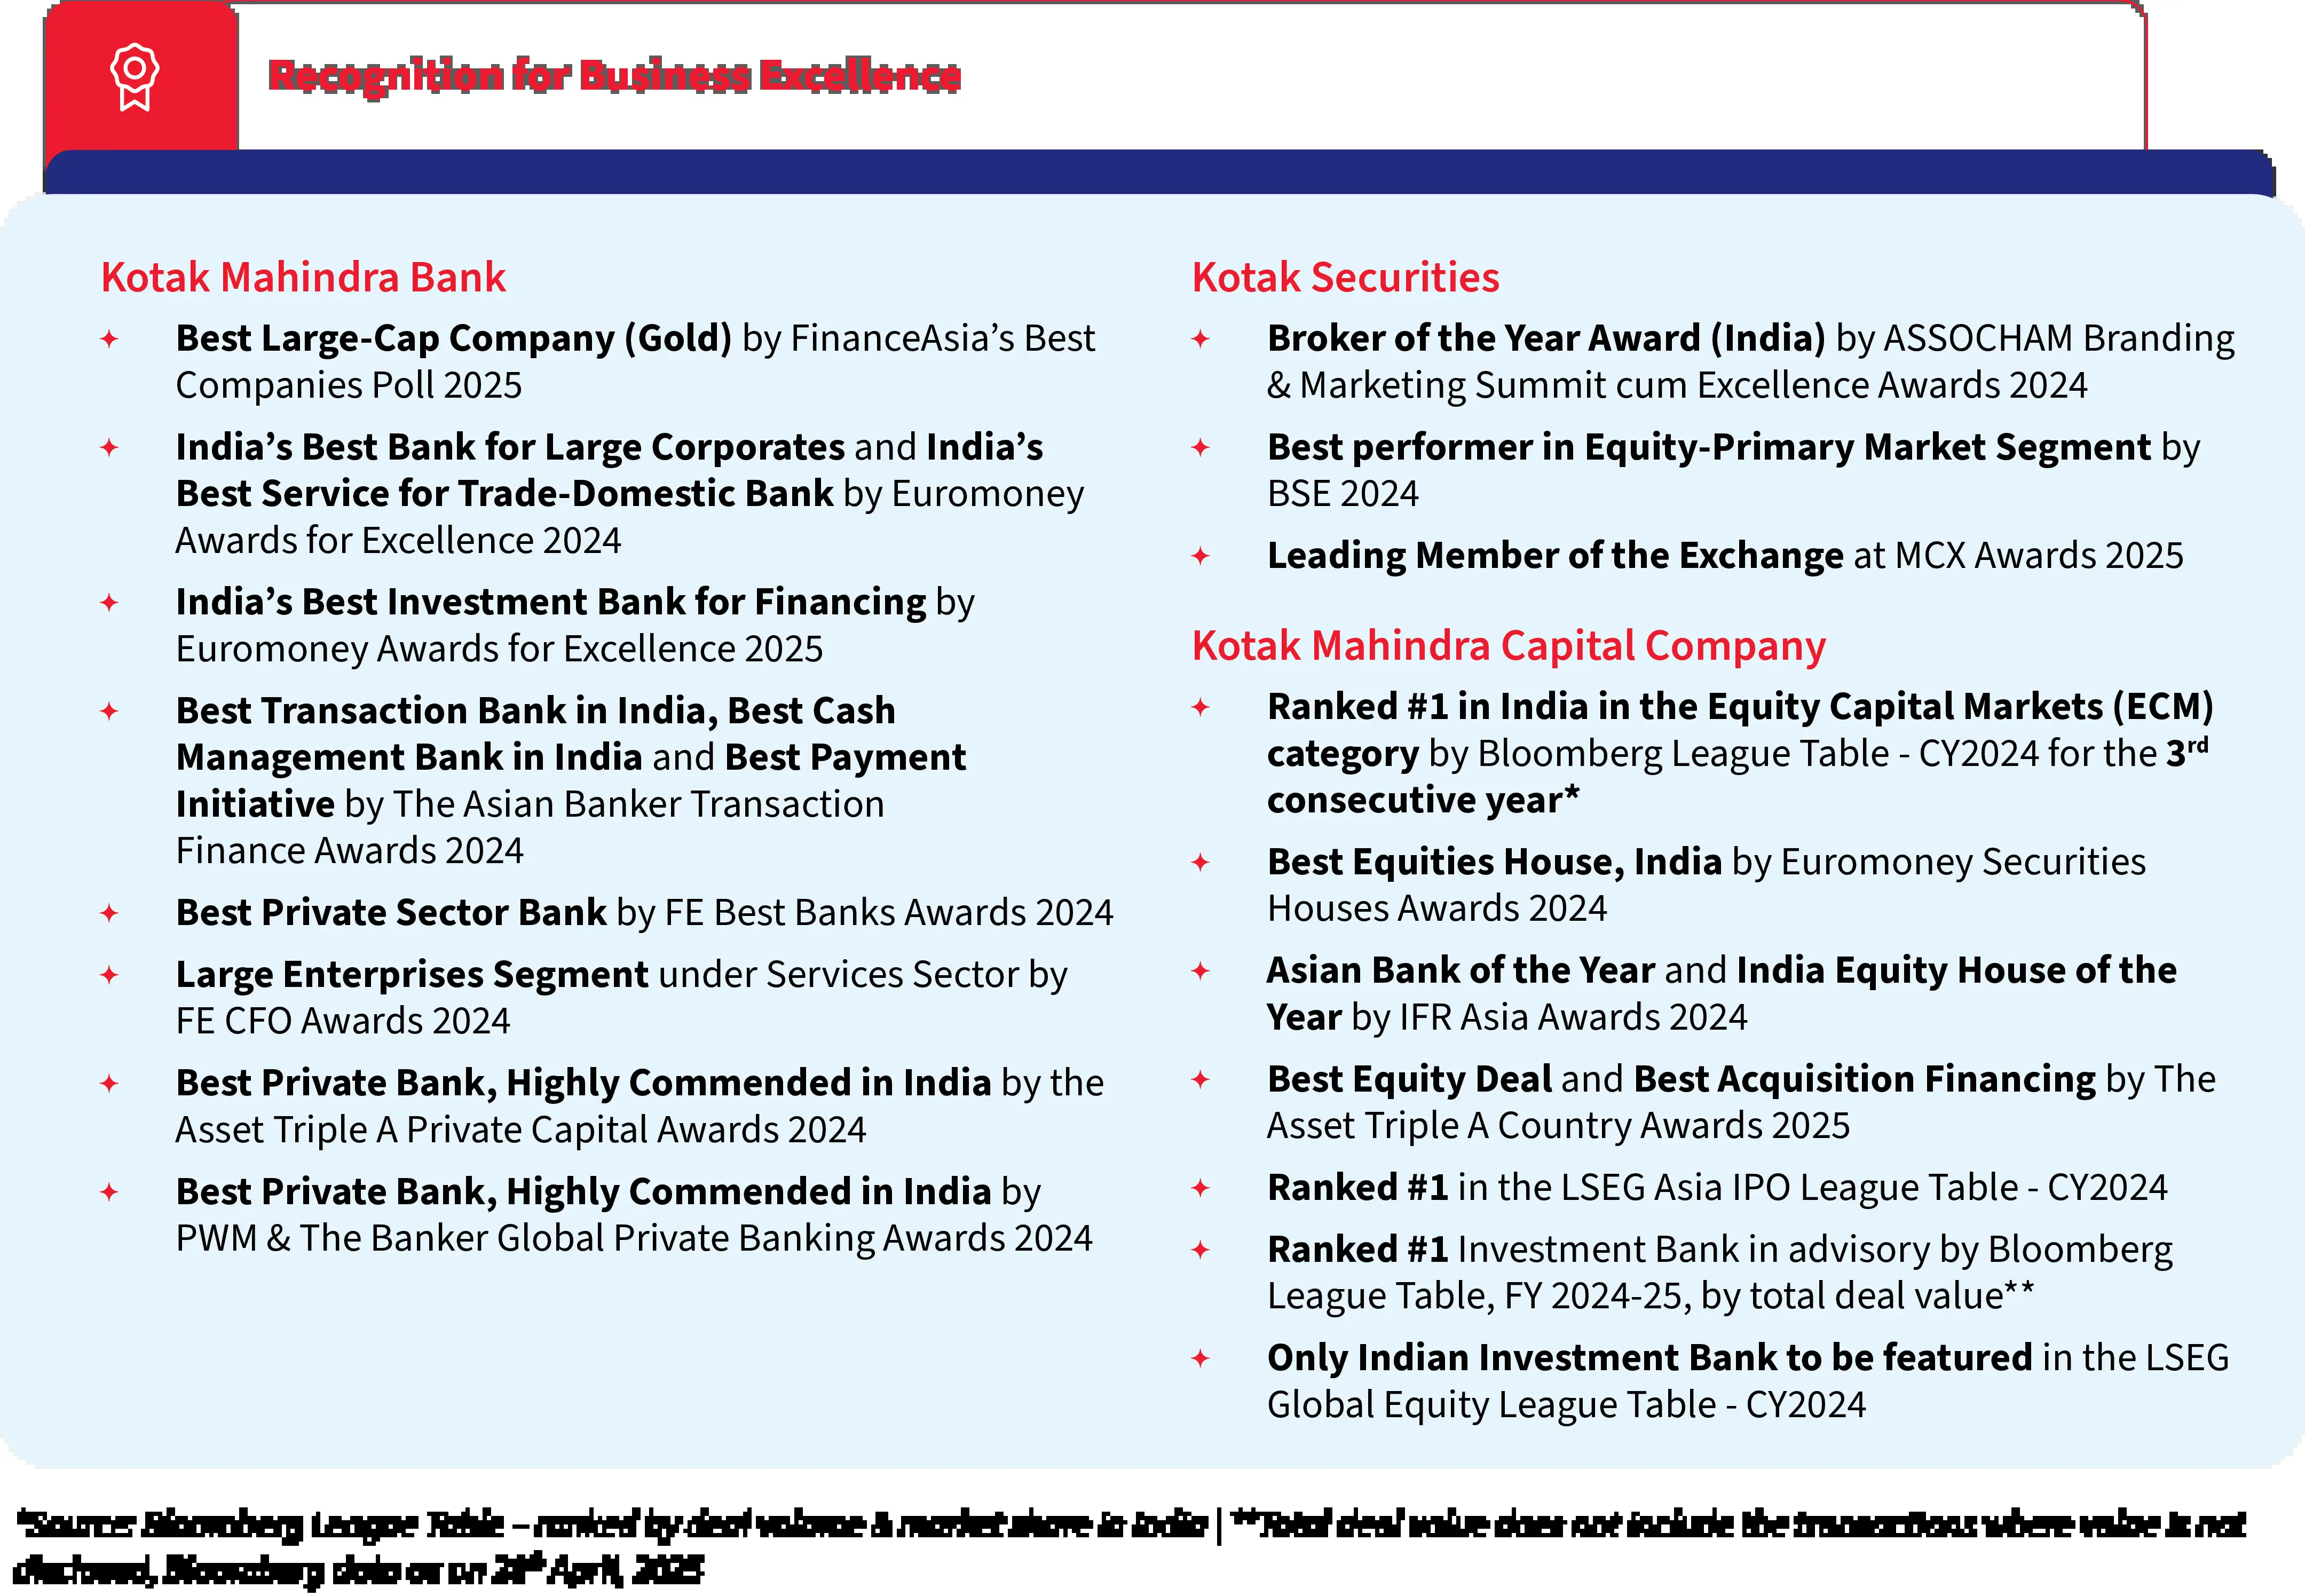 Recognition for Business Excellence
Kotak Mahindra Bank
Best Large-Cap Company (Gold) by FinanceAsia’s Best
Companies Poll 2025
India’s Best Bank for Large Corporates and India’s
Best Service for Trade-Domestic Bank by Euromoney
Awards for Excellence 2024
India’s Best Investment Bank for Financing by
Euromoney Awards for Excellence 2025
Best Transaction Bank in India, Best Cash
Management Bank in India and Best Payment
Initiative by The Asian Banker Transaction
Finance Awards 2024
Best Private Sector Bank by FE Best Banks Awards 2024
Large Enterprises Segment under Services Sector by
FE CFO Awards 2024
Best Private Bank, Highly Commended in India by the
Asset Triple A Private Capital Awards 2024
Best Private Bank, Highly Commended in India by
PWM & The Banker Global Private Banking Awards 2024
Kotak Securities
Broker of the Year Award (India) by ASSOCHAM Branding
& Marketing Summit cum Excellence Awards 2024
Best performer in Equity-Primary Market Segment by
BSE 2024
Leading Member of the Exchange at MCX Awards 2025
Kotak Mahindra Capital Company
Ranked #1 in India in the Equity Capital Markets (ECM)
category by Bloomberg League Table - CY2024 for the 3rd
consecutive year*
Best Equities House, India by Euromoney Securities
Houses Awards 2024
Asian Bank of the Year and India Equity House of the
Year by IFR Asia Awards 2024
Best Equity Deal and Best Acquisition Financing by The
Asset Triple A Country Awards 2025
Ranked #1 in the LSEG Asia IPO League Table - CY2024
Ranked #1 Investment Bank in advisory by Bloomberg
League Table, FY 2024-25, by total deal value**
Only Indian Investment Bank to be featured in the LSEG
Global Equity League Table - CY2024
*Source: Bloomberg League Table – ranked by deal volume & market share in India | **Total deal value does not include the transactions where value is not
disclosed, Bloomberg data as on April, 2025